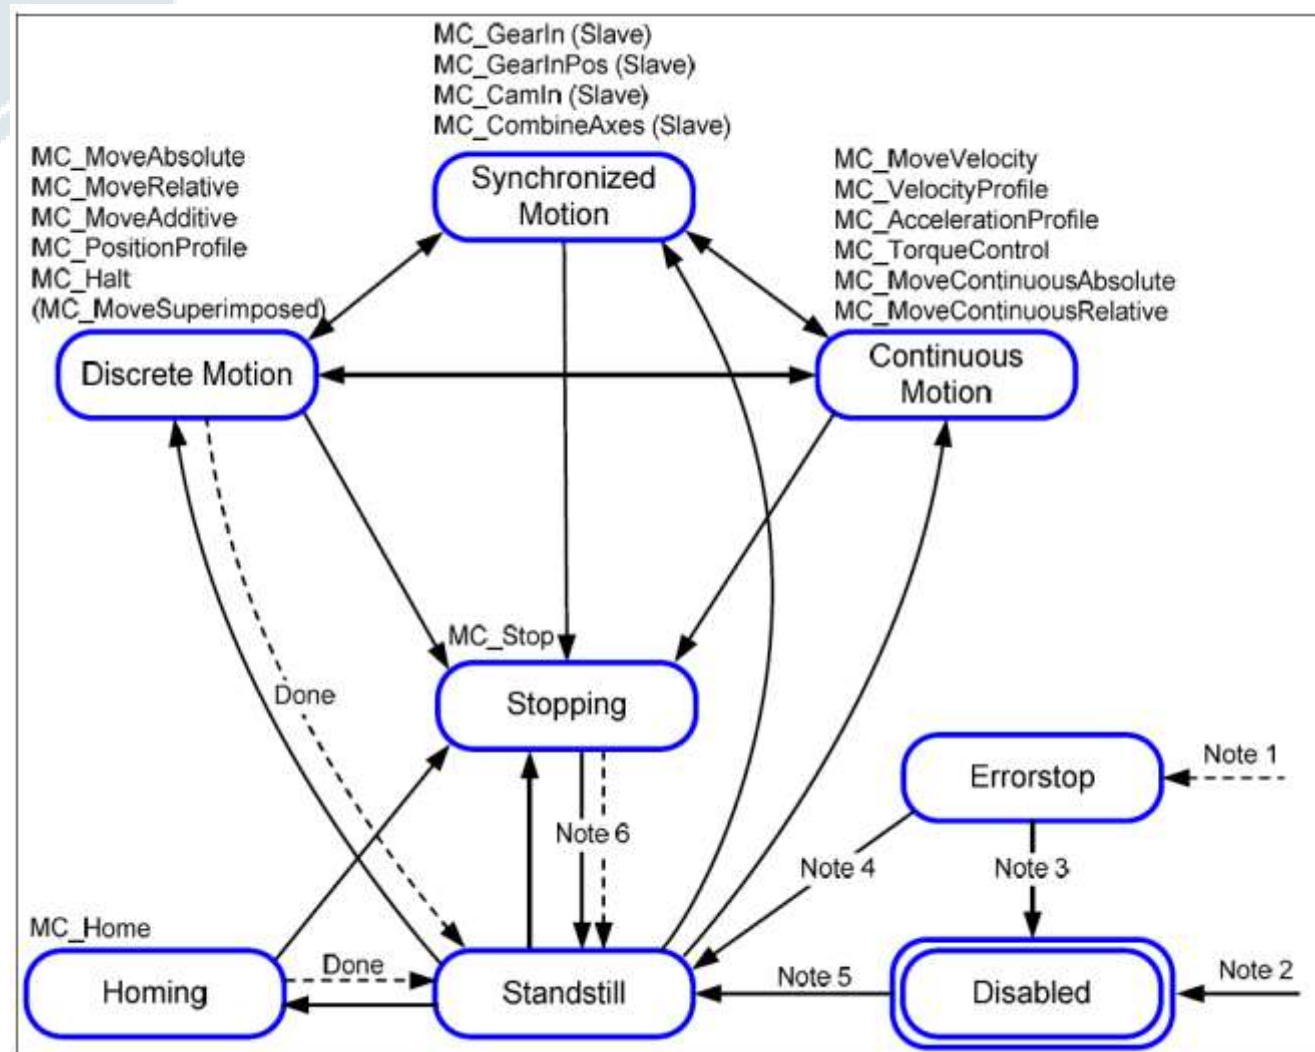 MC_GearIn (Slave)
MC_GearInPos (Slave)
MC_CamIn (Slave)
MC_CombineAxes (Slave)
Synchronized
Motion
MC_MoveAbsolute
MC_MoveRelative
MC_MoveAdditive
MC_PositionProfile
MC_Halt
(MC_MoveSuperimposed)
Discrete Motion
MC_MoveVelocity
MC_VelocityProfile
MC_AccelerationProfile
MC_TorqueControl
MC_MoveContinuousAbsolute
MC_MoveContinuousRelative
Continuous
Motion
MC_Stop
Stopping
Done
Note 6
Errorstop
Note 1
Note 4
Note 3
MC_Home
Homing
Done
Standstill
Note 5
Disabled
Note 2